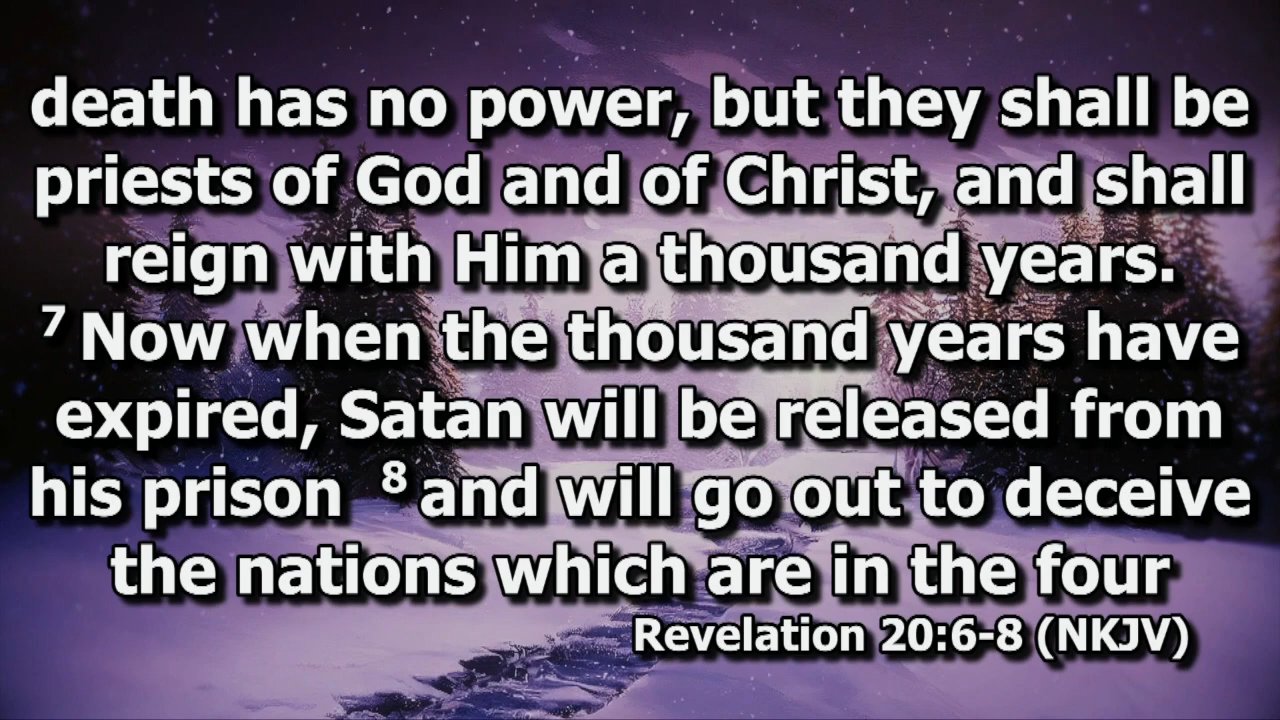 death has no power, but they shall be
priests of God and of Christ, and shall
reign with Him a thousand years.
⁷ Now when the thousand years have
expired, Satan will be released from
his prison ⁸ and will go out to deceive
the nations which are in the four
Revelation 20:6-8 (NKJV)